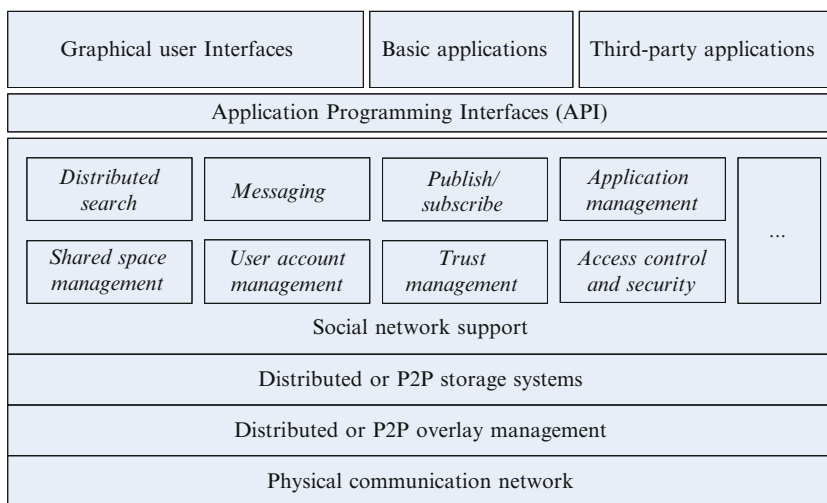 Graphical user Interfaces
Basic applications
Third-party applications
Application Programming Interfaces (API)
Distributed
search
Messaging
Publish/
subscribe
Application
management
...
Shared space
management
User account
management
Trust
management
Access control
and security
Social network support
Distributed or P2P storage systems
Distributed or P2P overlay management
Physical communication network